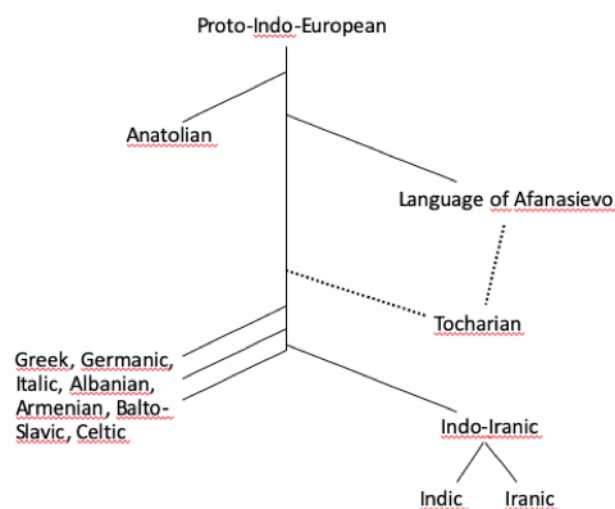 Proto-Indo-European
Anatolian
Language of Afanasievo
Tocharian
Greek, Germanic,
Italic, Albanian,
Armenian, Balto-
Slavic, Celtic
Indo-Iranic
Indic Iranic